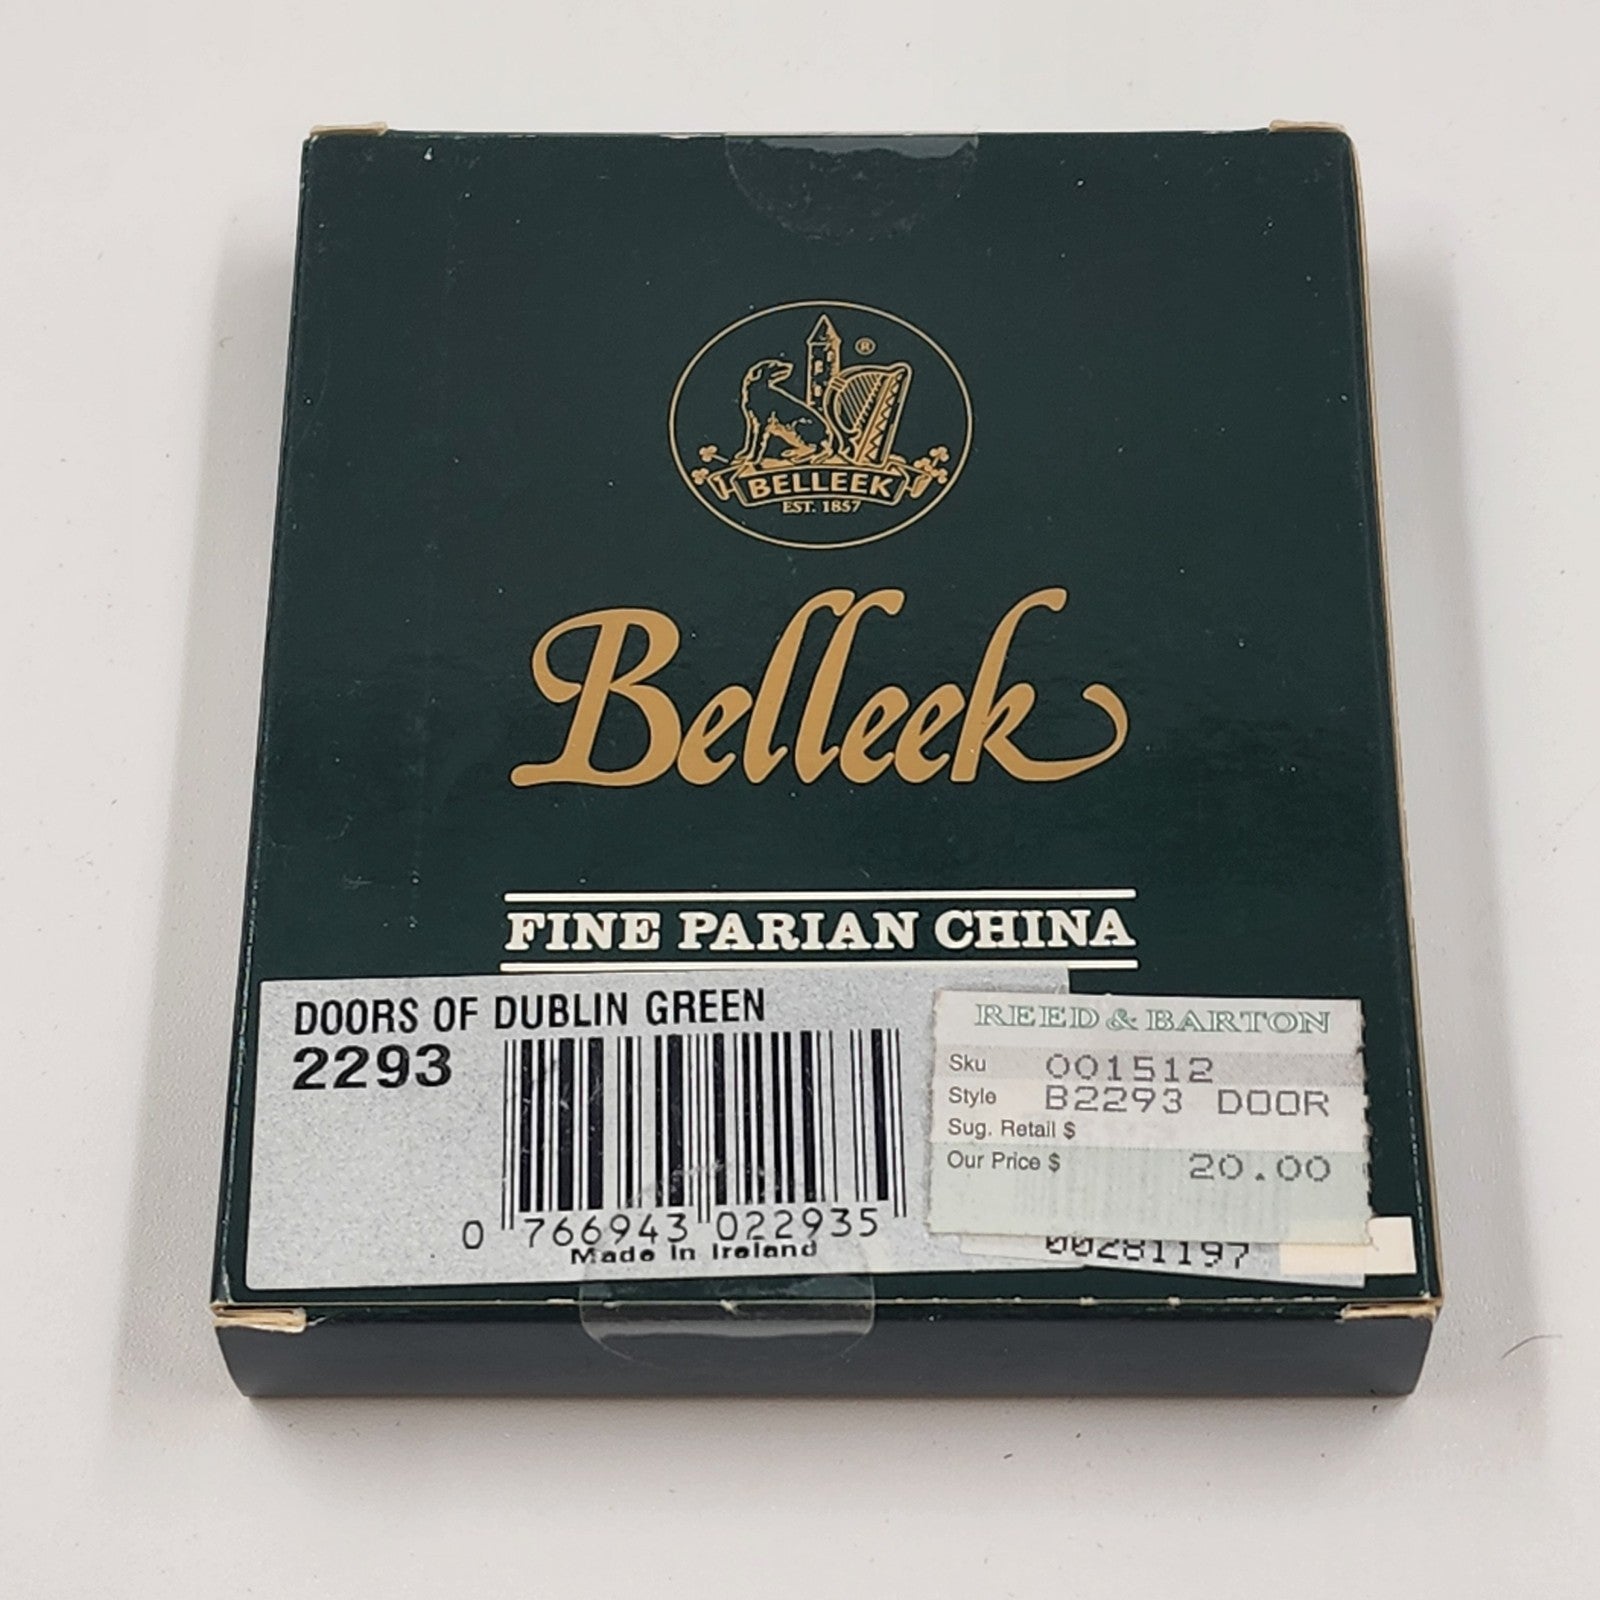 ®
BELLEEK
EST. 1857
Belleek
FINE PARIAN CHINA
DOORS OF DUBLIN GREEN
2293
0 766943 022935
Made In Ireland
REED & BARTON
Sku 001512
Style B2293 DOOR
Sug. Retail $
Our Price $ 20.00
00281197